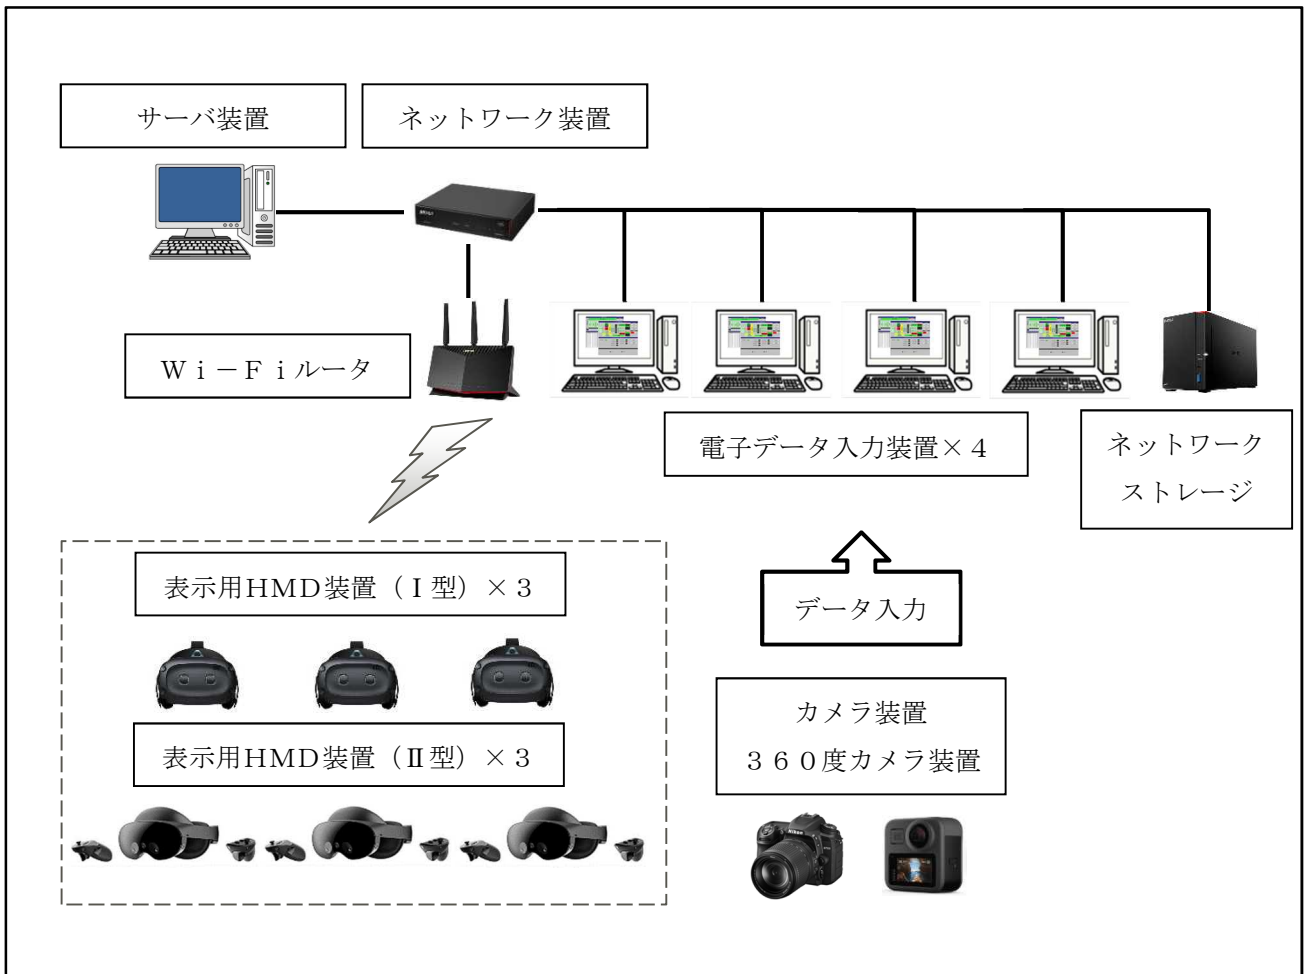 サーバ装置
ネットワーク装置
Ｗｉ－Ｆｉルータ
電子データ入力装置×４
ネットワーク
ストレージ
表示用HMD装置（Ⅰ型）×３
データ入力
表示用HMD装置（Ⅱ型）×３
カメラ装置
３６０度カメラ装置
Nikon